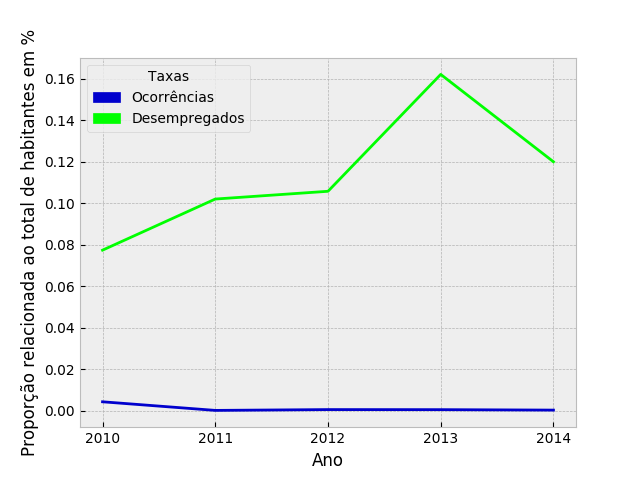 Proporção relacionada ao total de habitantes em %
0.16
0.14
0.12
0.10
0.08
0.06
0.04
0.02
0.00
Taxas
Ocorrências
Desempregados
2010 2011 2012 2013 2014
Ano